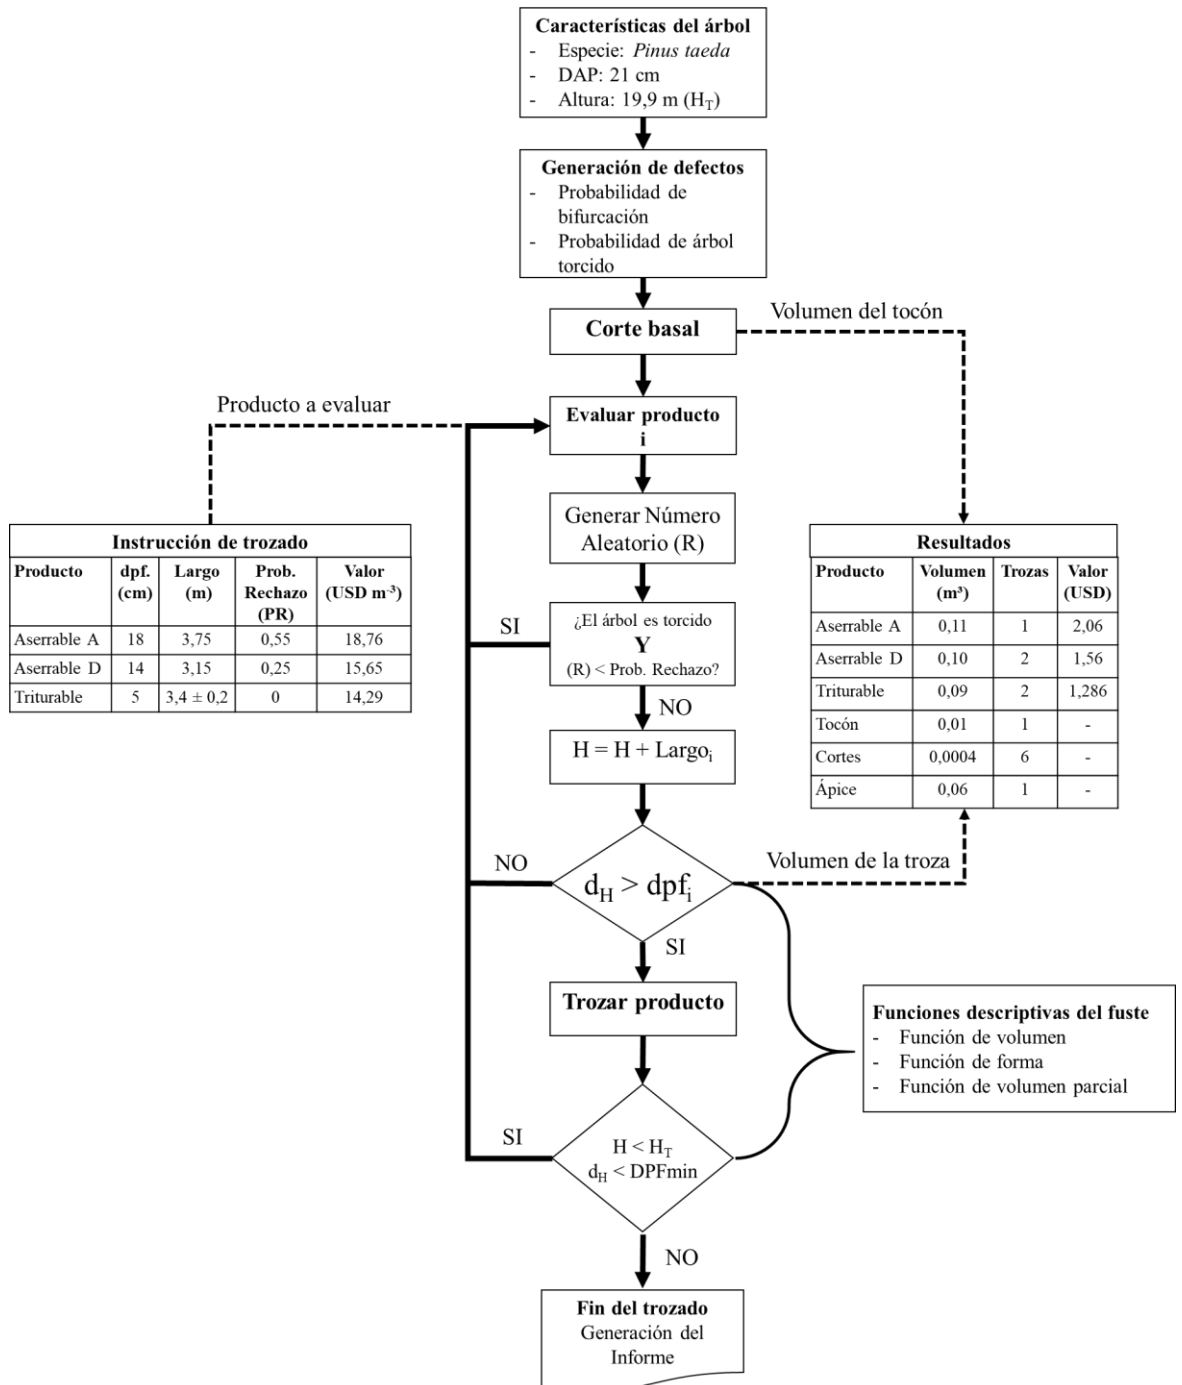 Características del árbol
- Especie: Pinus taeda
- DAP: 21 cm
- Altura: 19,9 m (H_T)
Generación de defectos
- Probabilidad de
bifurcación
- Probabilidad de árbol
torcido
Corte basal
Volumen del tocón
Producto a evaluar
Evaluar producto
i
Generar Número
Aleatorio (R)
Instrucción de trozado
Producto dpf. (cm) Largo (m) Prob. Rechazo (PR) Valor (USD m⁻³)
Aserrable A 18 3,75 0,55 18,76
Aserrable D 14 3,15 0,25 15,65
Triturable 5 3,4 ± 0,2 0 14,29
Resultados
Producto Volumen (m³) Trozas Valor (USD)
Aserrable A 0,11 1 2,06
Aserrable D 0,10 2 1,56
Triturable 0,09 2 1,286
Tocón 0,01 1 -
Cortes 0,0004 6 -
Ápice 0,06 1 -
SI
¿El árbol es torcido
Y
(R) < Prob. Rechazo?
NO
H = H + Largo_i
NO
d_H > dpf_i
Volumen de la troza
SI
Trozar producto
Funciones descriptivas del fuste
- Función de volumen
- Función de forma
- Función de volumen parcial
SI
H < H_T
d_H < DPFmin
NO
Fin del trozado
Generación del
Informe